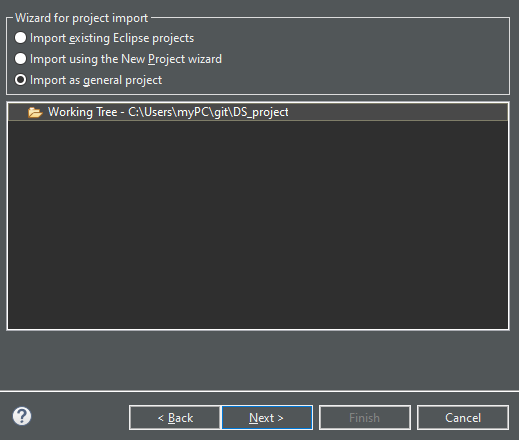 Wizard for project import
Import existing Eclipse projects
Import using the New Project wizard
Import as general project
Working Tree - C:\Users\myPC\git\DS_project
?
< Back
Next >
Finish
Cancel